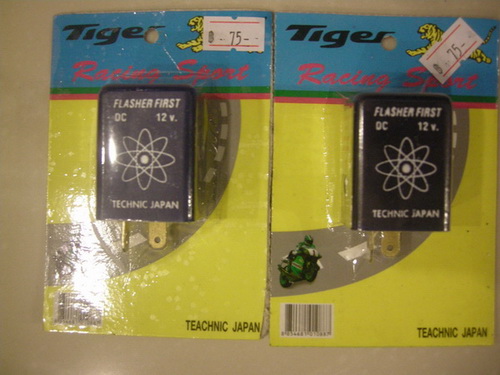 Tiger
฿ - 75 -
Racing Sport
FLASHER FIRST
DC 12 v.
TECHNIC JAPAN
TEACHNIC JAPAN
Tiger
฿ - 75 -
Racing Sport
FLASHER FIRST
DC 12 v.
TECHNIC JAPAN
TEACHNIC JAPAN